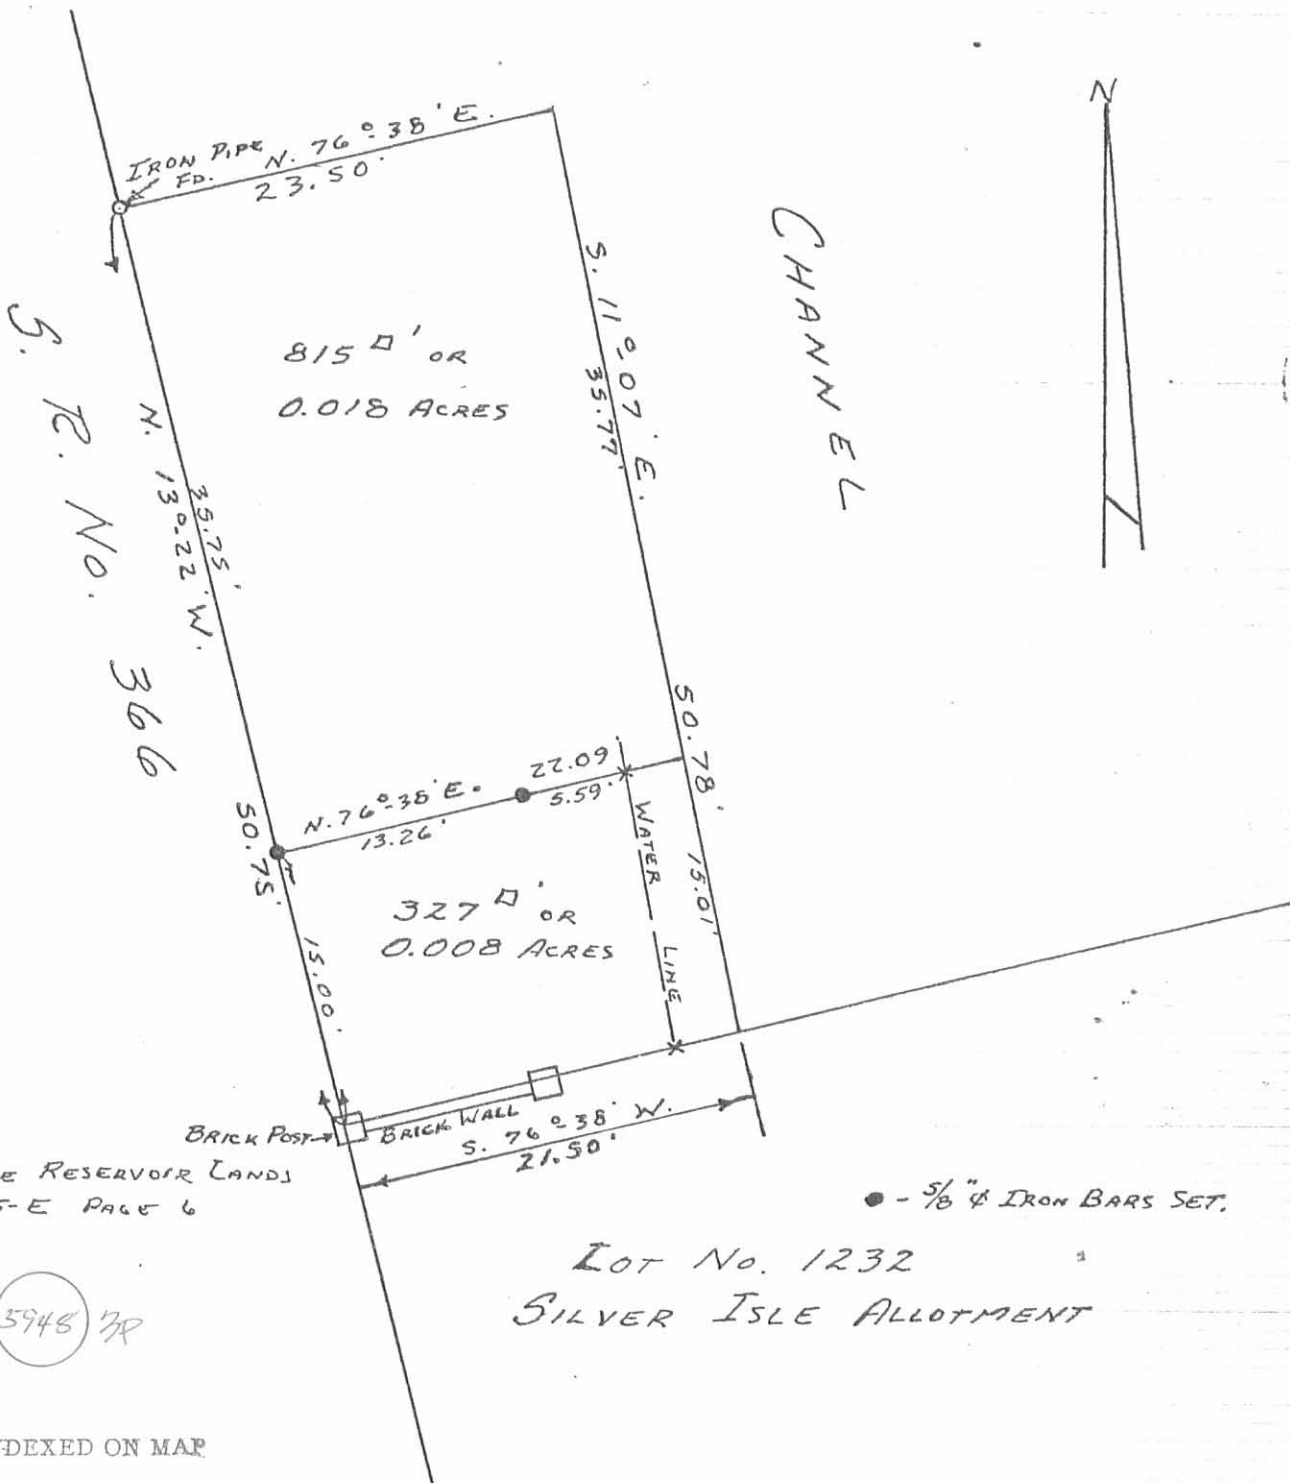 N
IRON PIPE
FD.
N. 76°-38' E.
23.50'
CHANNEL
S. 11°-07' E.
35.77'
815 □' OR
0.018 ACRES
S. R. No. 366
35.75'
N. 13°-22' W.
50.78'
22.09
N. 76°-38' E.
5.59'
13.26'
50.75'
WATER LINE
15.01'
327 □' OR
0.008 ACRES
15.00'
BRICK POST
BRICK WALL
S. 76°-38' W.
21.50'
E RESERVOIR LANDS
-E PAGE 6
● - 5/8" ⌀ IRON BARS SET.
LOT No. 1232
SILVER ISLE ALLOTMENT
5948
DEXED ON MAP